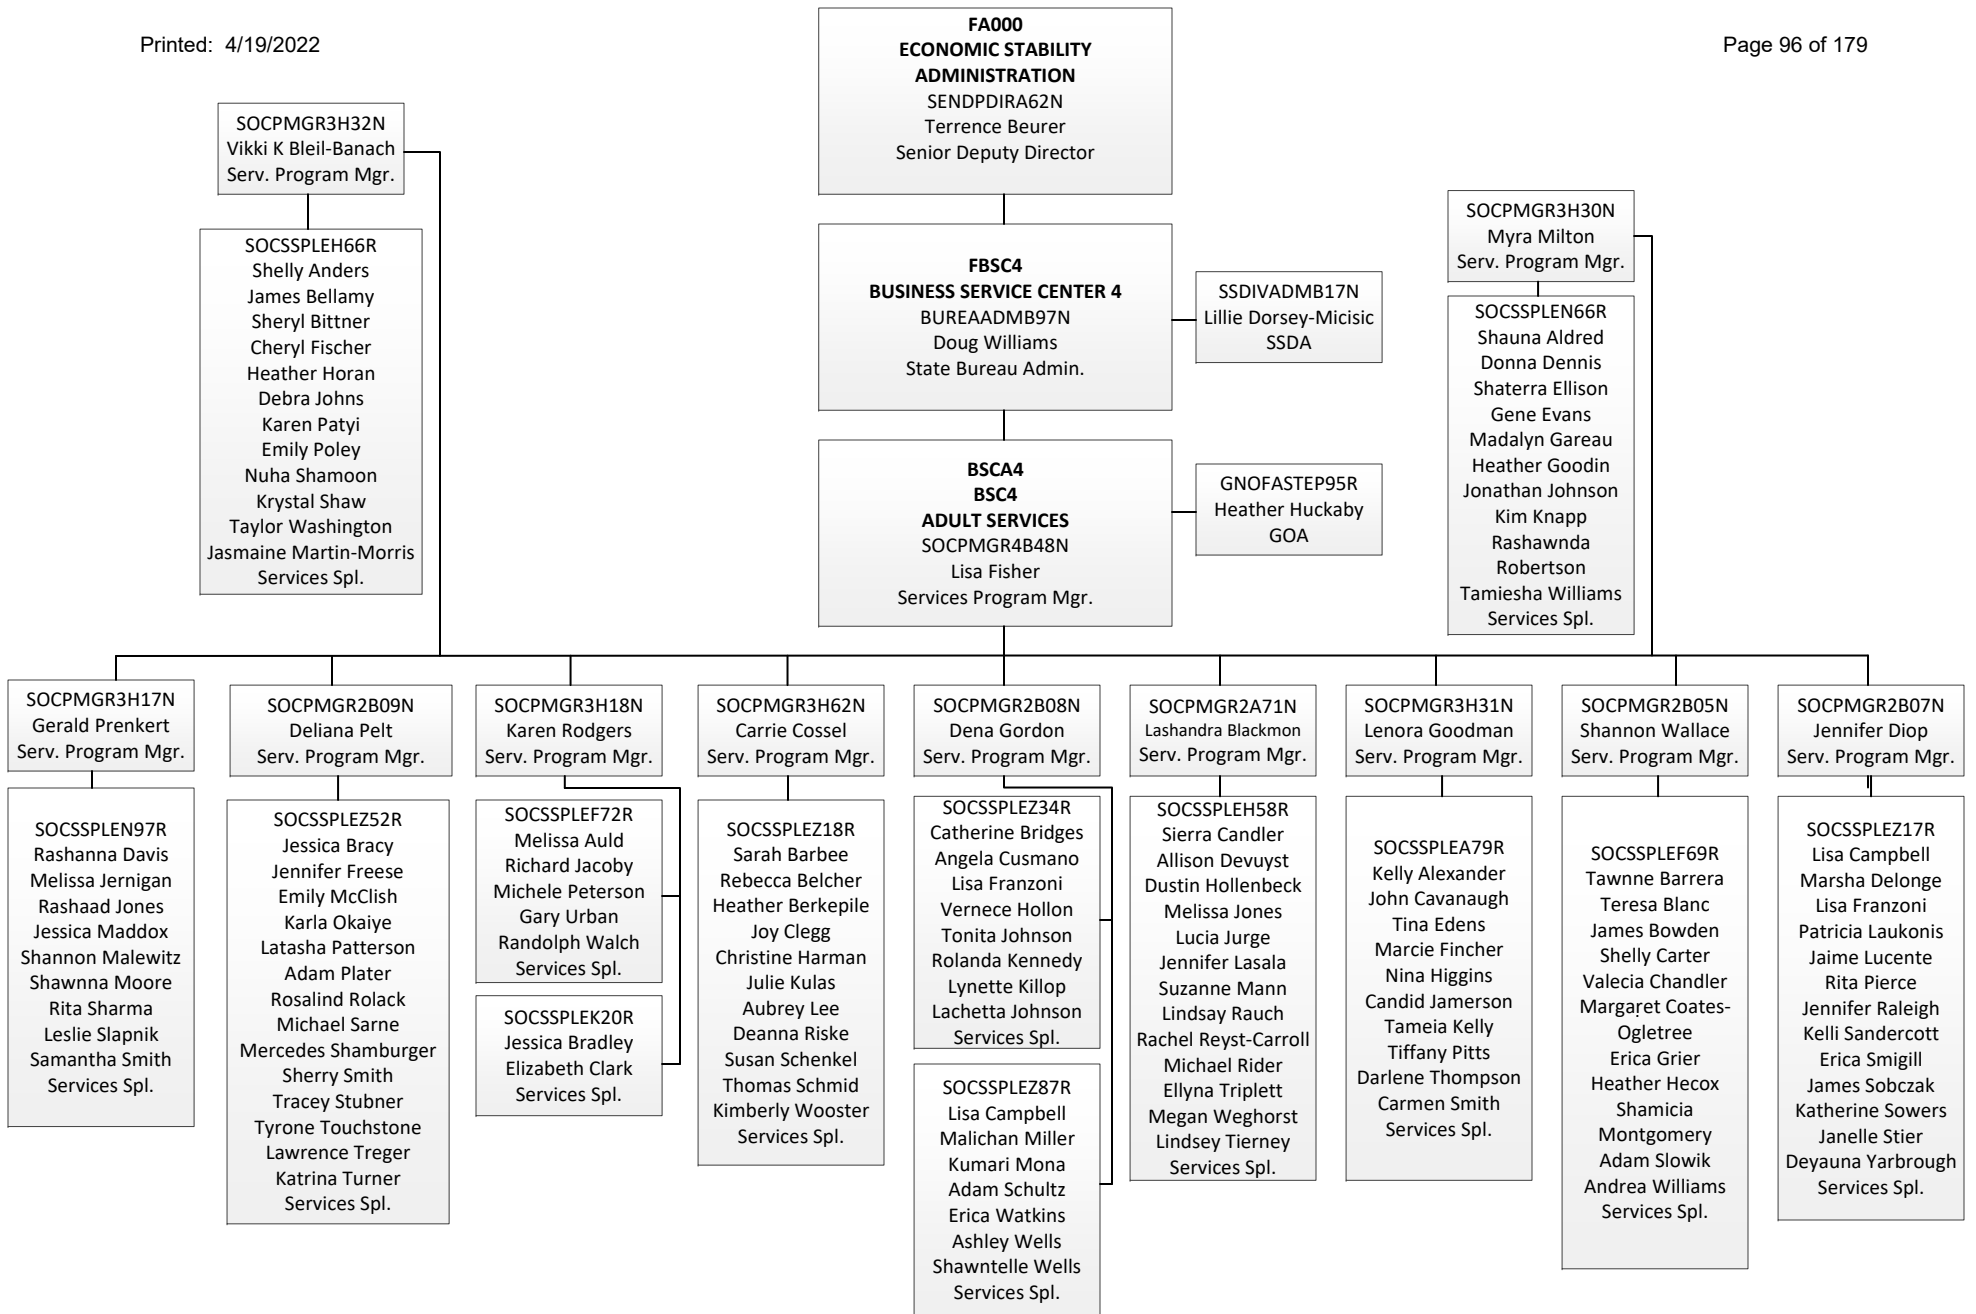 Printed:  4/19/2022
Page 96 of 179
FA000
ECONOMIC STABILITY
ADMINISTRATION
SENDPDIRA62N
Terrence Beurer
Senior Deputy Director
SOCPMGR3H32N
Vikki K Bleil-Banach
Serv. Program Mgr.
SOCSSPLEH66R
Shelly Anders
James Bellamy
Sheryl Bittner
Cheryl Fischer
Heather Horan
Debra Johns
Karen Patyi
Emily Poley
Nuha Shamoon
Krystal Shaw
Taylor Washington
Jasmaine Martin-Morris
Services Spl.
FBSC4
BUSINESS SERVICE CENTER 4
BUREAADMB97N
Doug Williams
State Bureau Admin.
SSDIVADMB17N
Lillie Dorsey-Micisic
SSDA
BSCA4
BSC4
ADULT SERVICES
SOCPMGR4B48N
Lisa Fisher
Services Program Mgr.
GNOFASTEP95R
Heather Huckaby
GOA
SOCPMGR3H30N
Myra Milton
Serv. Program Mgr.
SOCSSPLEN66R
Shauna Aldred
Donna Dennis
Shaterra Ellison
Gene Evans
Madalyn Gareau
Heather Goodin
Jonathan Johnson
Kim Knapp
Rashawnda
Robertson
Tamiesha Williams
Services Spl.
SOCPMGR3H17N
Gerald Prenkert
Serv. Program Mgr.
SOCSSPLEN97R
Rashanna Davis
Melissa Jernigan
Rashaad Jones
Jessica Maddox
Shannon Malewitz
Shawnna Moore
Rita Sharma
Leslie Slapnik
Samantha Smith
Services Spl.
SOCPMGR2B09N
Deliana Pelt
Serv. Program Mgr.
SOCSSPLEZ52R
Jessica Bracy
Jennifer Freese
Emily McClish
Karla Okaiye
Latasha Patterson
Adam Plater
Rosalind Rolack
Michael Sarne
Mercedes Shamburger
Sherry Smith
Tracey Stubner
Tyrone Touchstone
Lawrence Treger
Katrina Turner
Services Spl.
SOCPMGR3H18N
Karen Rodgers
Serv. Program Mgr.
SOCSSPLEF72R
Melissa Auld
Richard Jacoby
Michele Peterson
Gary Urban
Randolph Walch
Services Spl.
SOCSSPLEK20R
Jessica Bradley
Elizabeth Clark
Services Spl.
SOCPMGR3H62N
Carrie Cossel
Serv. Program Mgr.
SOCSSPLEZ18R
Sarah Barbee
Rebecca Belcher
Heather Berkepile
Joy Clegg
Christine Harman
Julie Kulas
Aubrey Lee
Deanna Riske
Susan Schenkel
Thomas Schmid
Kimberly Wooster
Services Spl.
SOCPMGR2B08N
Dena Gordon
Serv. Program Mgr.
SOCSSPLEZ34R
Catherine Bridges
Angela Cusmano
Lisa Franzoni
Vernece Hollon
Tonita Johnson
Rolanda Kennedy
Lynette Killop
Lachetta Johnson
Services Spl.
SOCSSPLEZ87R
Lisa Campbell
Malichan Miller
Kumari Mona
Adam Schultz
Erica Watkins
Ashley Wells
Shawntelle Wells
Services Spl.
SOCPMGR2A71N
Lashandra Blackmon
Serv. Program Mgr.
SOCSSPLEH58R
Sierra Candler
Allison Devuyst
Dustin Hollenbeck
Melissa Jones
Lucia Jurge
Jennifer Lasala
Suzanne Mann
Lindsay Rauch
Rachel Reyst-Carroll
Michael Rider
Ellyna Triplett
Megan Weghorst
Lindsey Tierney
Services Spl.
SOCPMGR3H31N
Lenora Goodman
Serv. Program Mgr.
SOCSSPLEA79R
Kelly Alexander
John Cavanaugh
Tina Edens
Marcie Fincher
Nina Higgins
Candid Jamerson
Tameia Kelly
Tiffany Pitts
Darlene Thompson
Carmen Smith
Services Spl.
SOCPMGR2B05N
Shannon Wallace
Serv. Program Mgr.
SOCSSPLEF69R
Tawnne Barrera
Teresa Blanc
James Bowden
Shelly Carter
Valecia Chandler
Margaret Coates-
Ogletree
Erica Grier
Heather Hecox
Shamicia
Montgomery
Adam Slowik
Andrea Williams
Services Spl.
SOCPMGR2B07N
Jennifer Diop
Serv. Program Mgr.
SOCSSPLEZ17R
Lisa Campbell
Marsha Delonge
Lisa Franzoni
Patricia Laukonis
Jaime Lucente
Rita Pierce
Jennifer Raleigh
Kelli Sandercott
Erica Smigill
James Sobczak
Katherine Sowers
Janelle Stier
Deyauna Yarbrough
Services Spl.